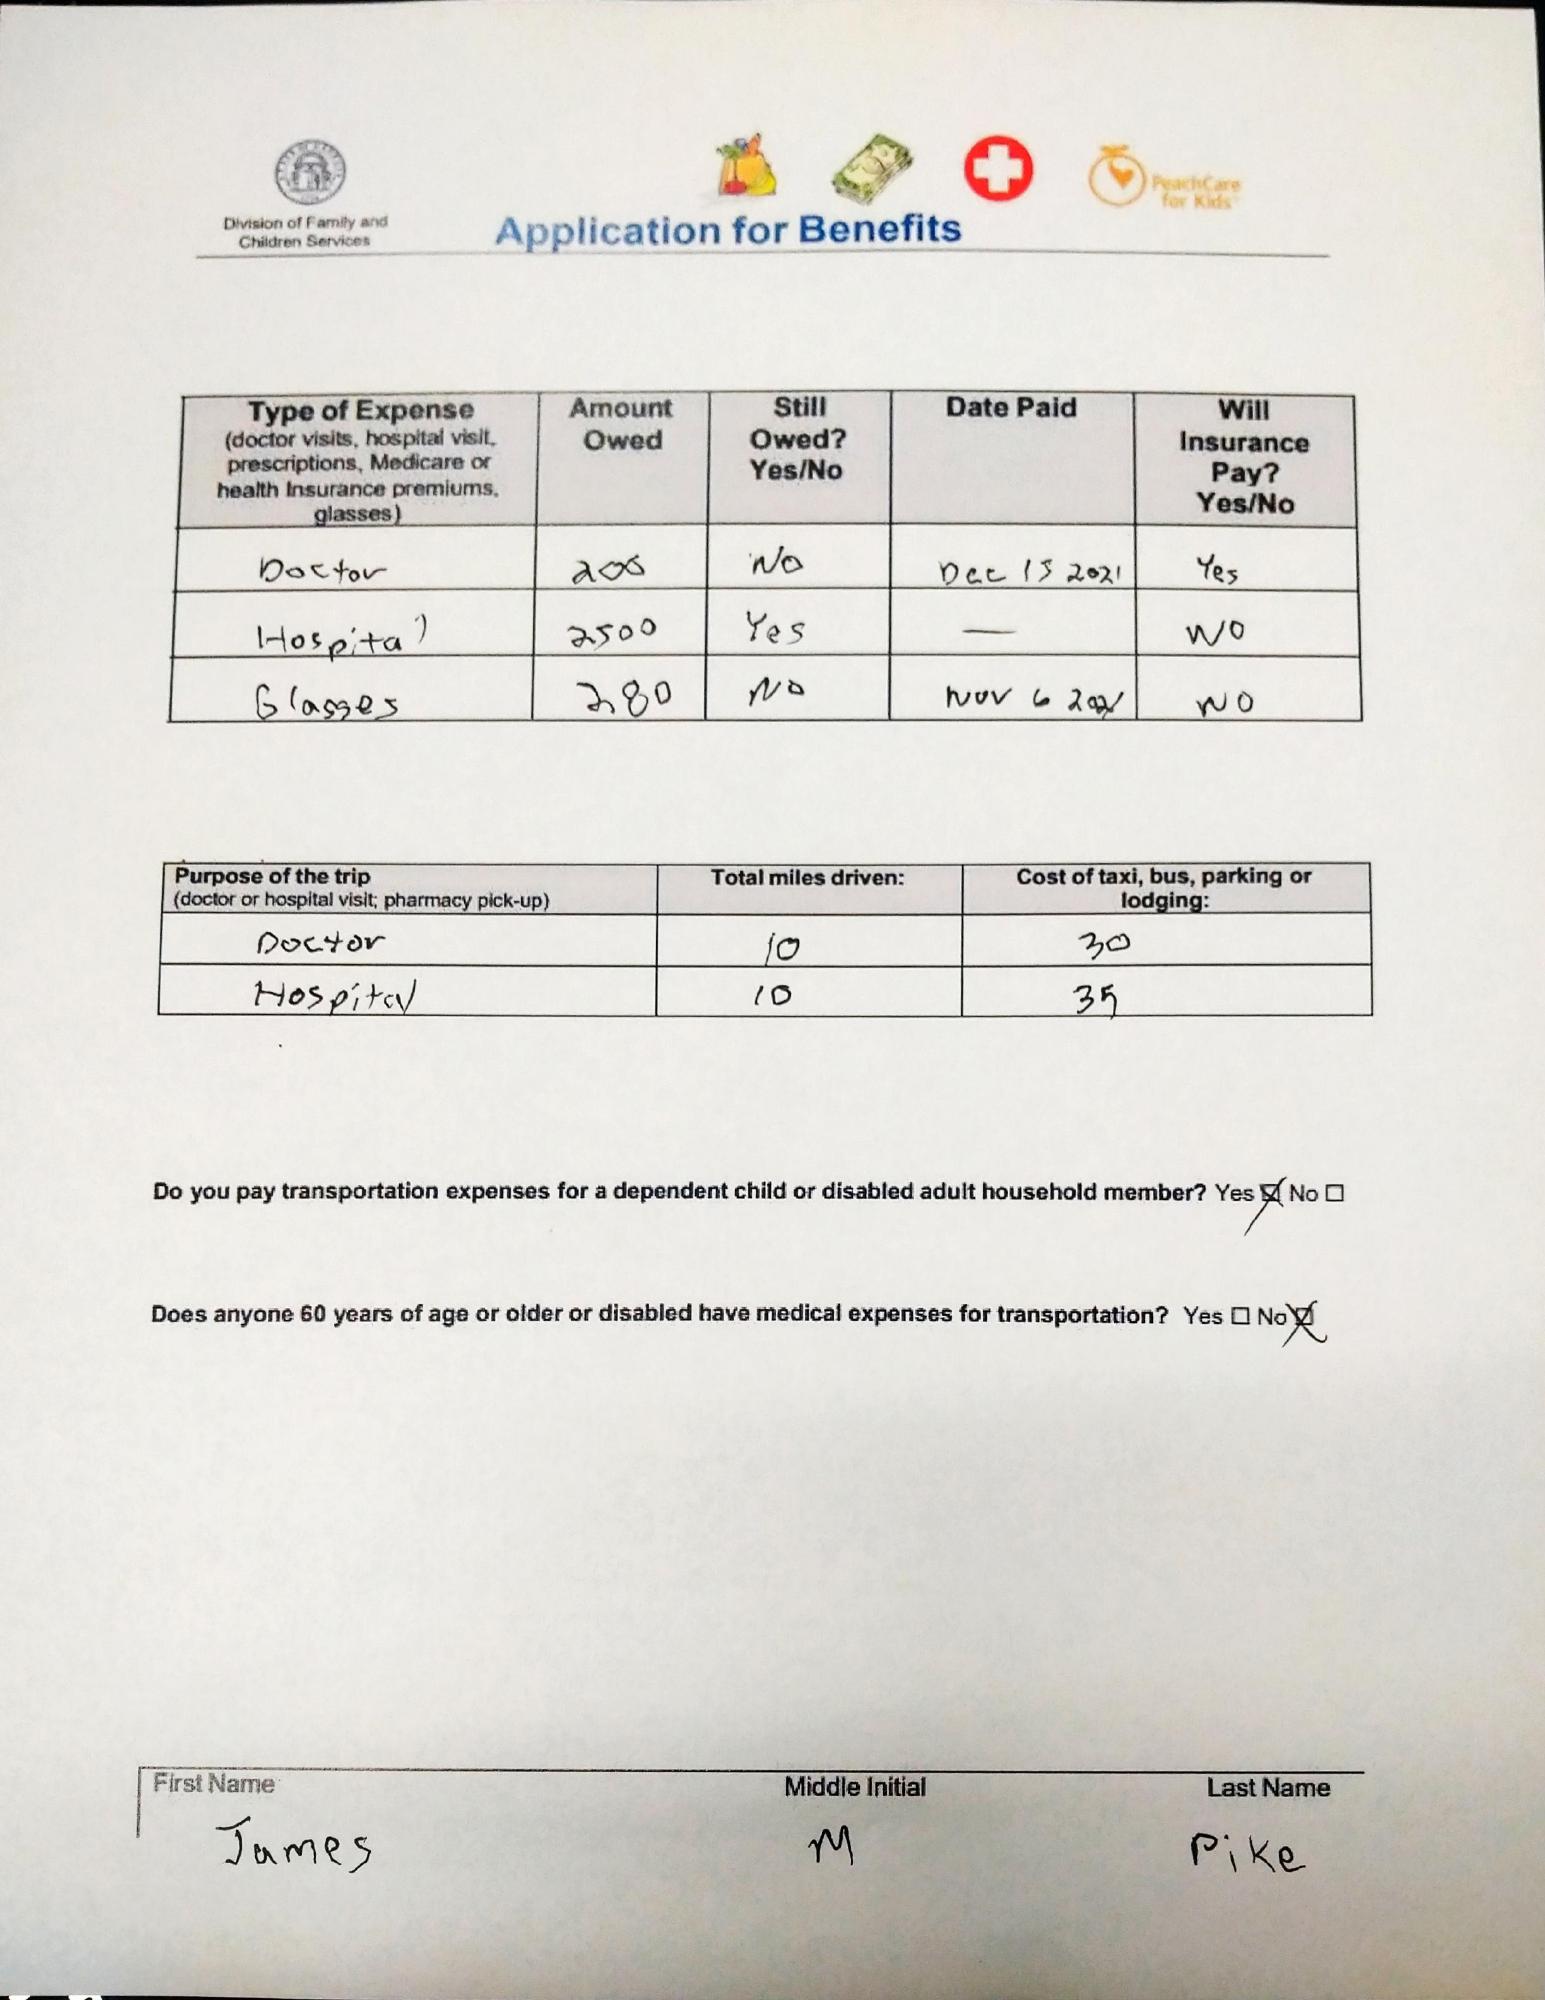 Division of Family and
Children Services
Application for Benefits
PeachCare
for Kids
Type of Expense
(doctor visits, hospital visit,
prescriptions, Medicare or
health Insurance premiums,
glasses)
Amount
Owed
Still
Owed?
Yes/No
Date Paid
Will
Insurance
Pay?
Yes/No
Doctor 200 No Dec 15 2021 Yes
Hospital 2500 Yes — NO
Glasses 280 No Nov 6 2021 NO
Purpose of the trip
(doctor or hospital visit; pharmacy pick-up)
Total miles driven:
Cost of taxi, bus, parking or
lodging:
Doctor 10 30
Hospital 10 35
Do you pay transportation expenses for a dependent child or disabled adult household member? Yes ☒ No ☐
Does anyone 60 years of age or older or disabled have medical expenses for transportation? Yes ☐ No ☒
First Name Middle Initial Last Name
James M Pike